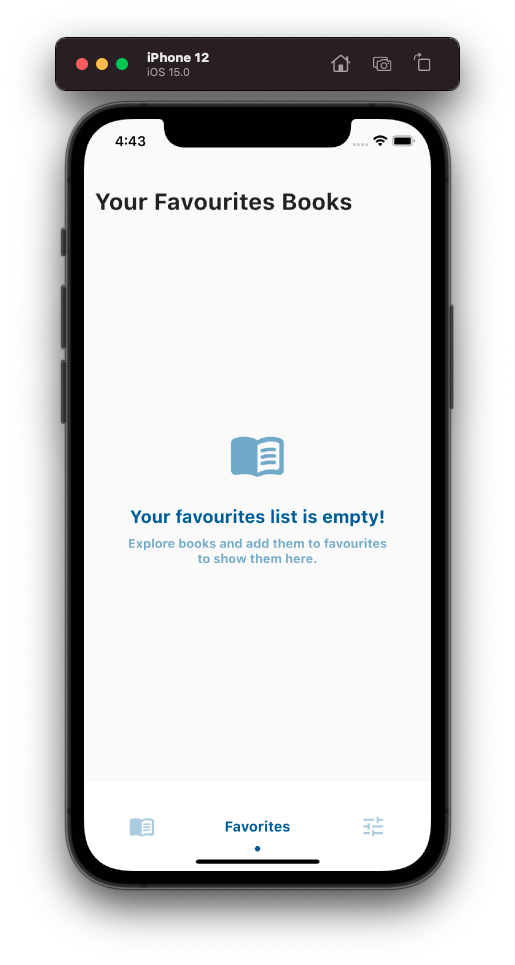 iPhone 12
iOS 15.0
4:43
Your Favourites Books
Your favourites list is empty!
Explore books and add them to favourites
to show them here.
Favorites